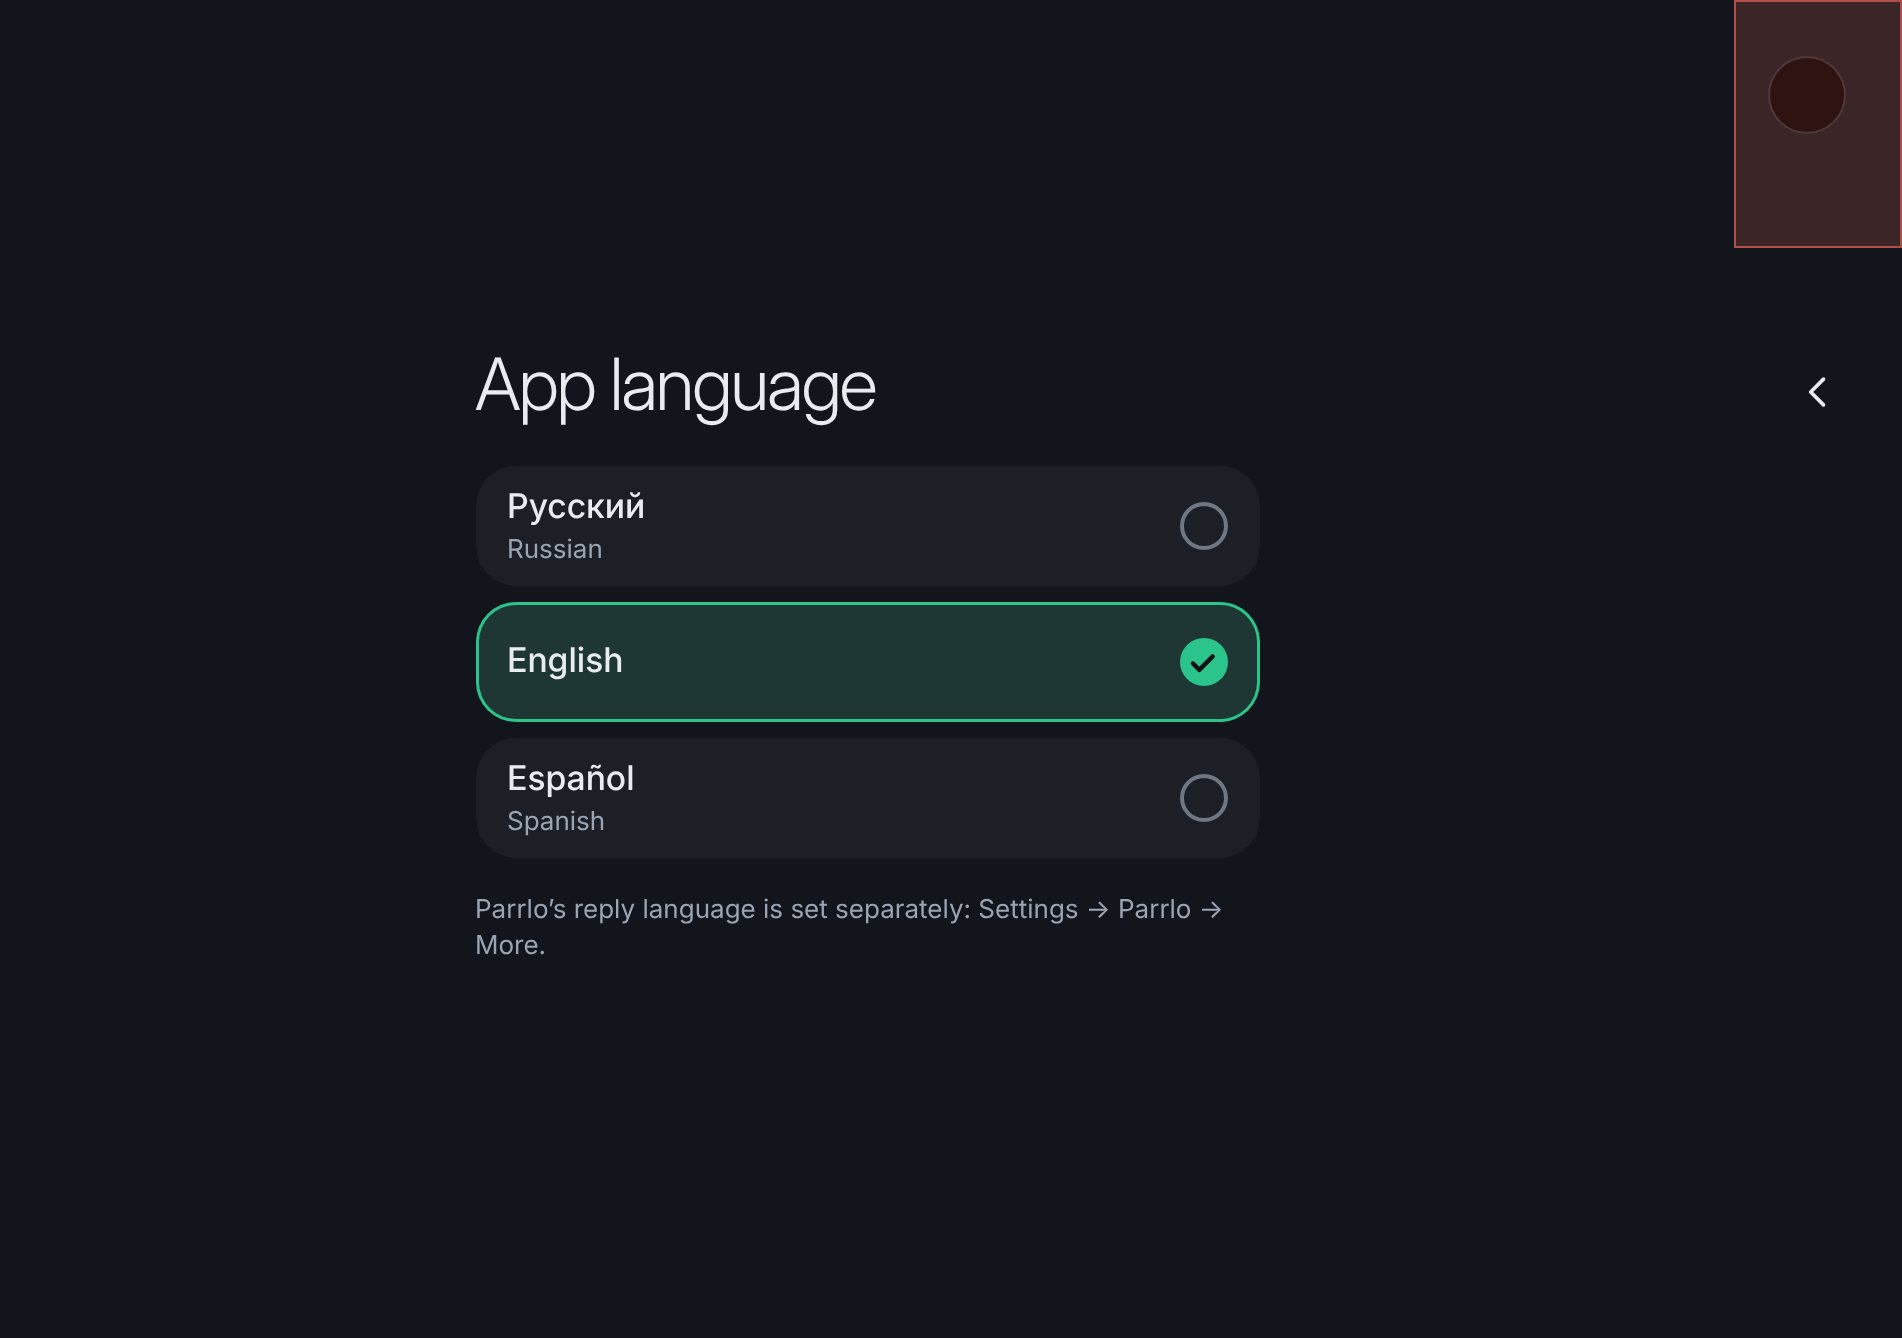 App language
Русский
Russian
English
Español
Spanish
Parrlo’s reply language is set separately: Settings → Parrlo →
More.